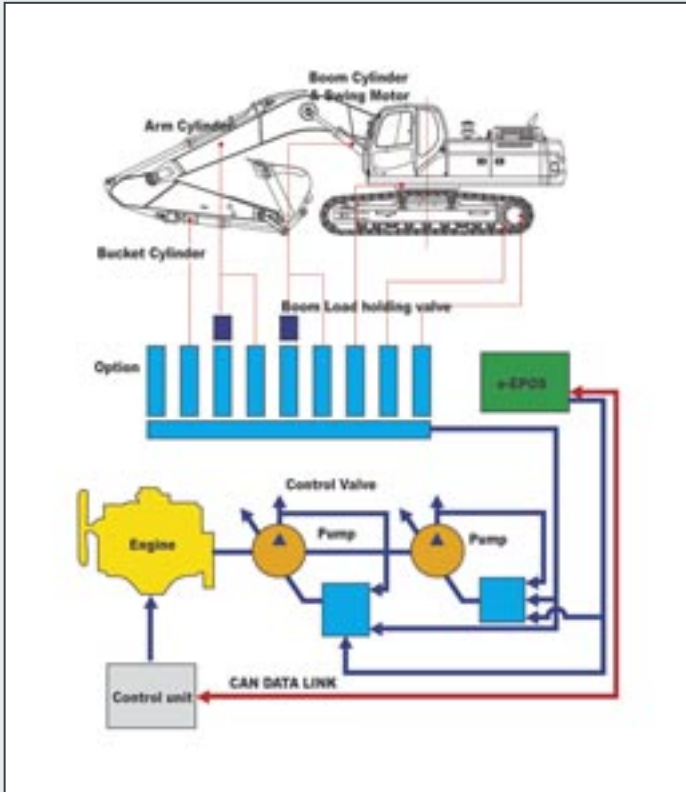 Boom Cylinder
& Swing Motor
Arm Cylinder
Bucket Cylinder
Boom Load holding valve
Option
e-EPOS
Control Valve
Pump
Pump
Engine
CAN DATA LINK
Control unit